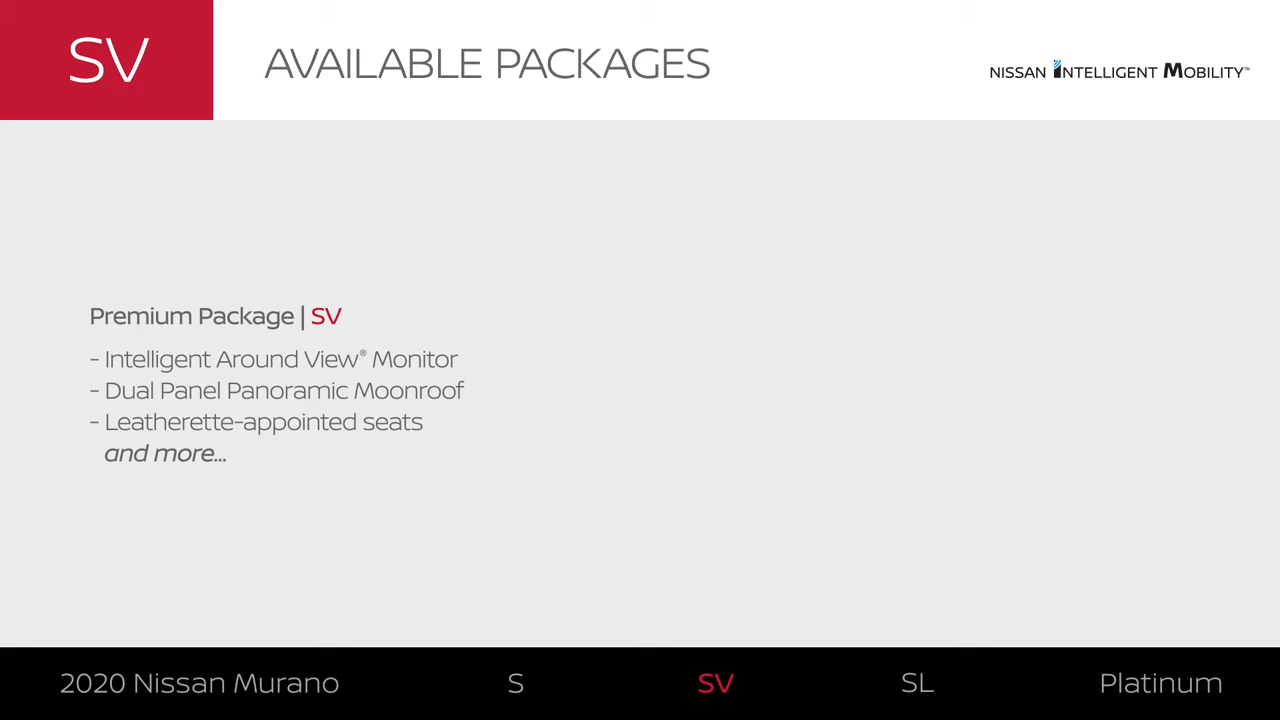 SV
AVAILABLE PACKAGES
NISSAN INTELLIGENT MOBILITY™
Premium Package | SV
- Intelligent Around View® Monitor
- Dual Panel Panoramic Moonroof
- Leatherette-appointed seats
and more...
2020 Nissan Murano S SV SL Platinum